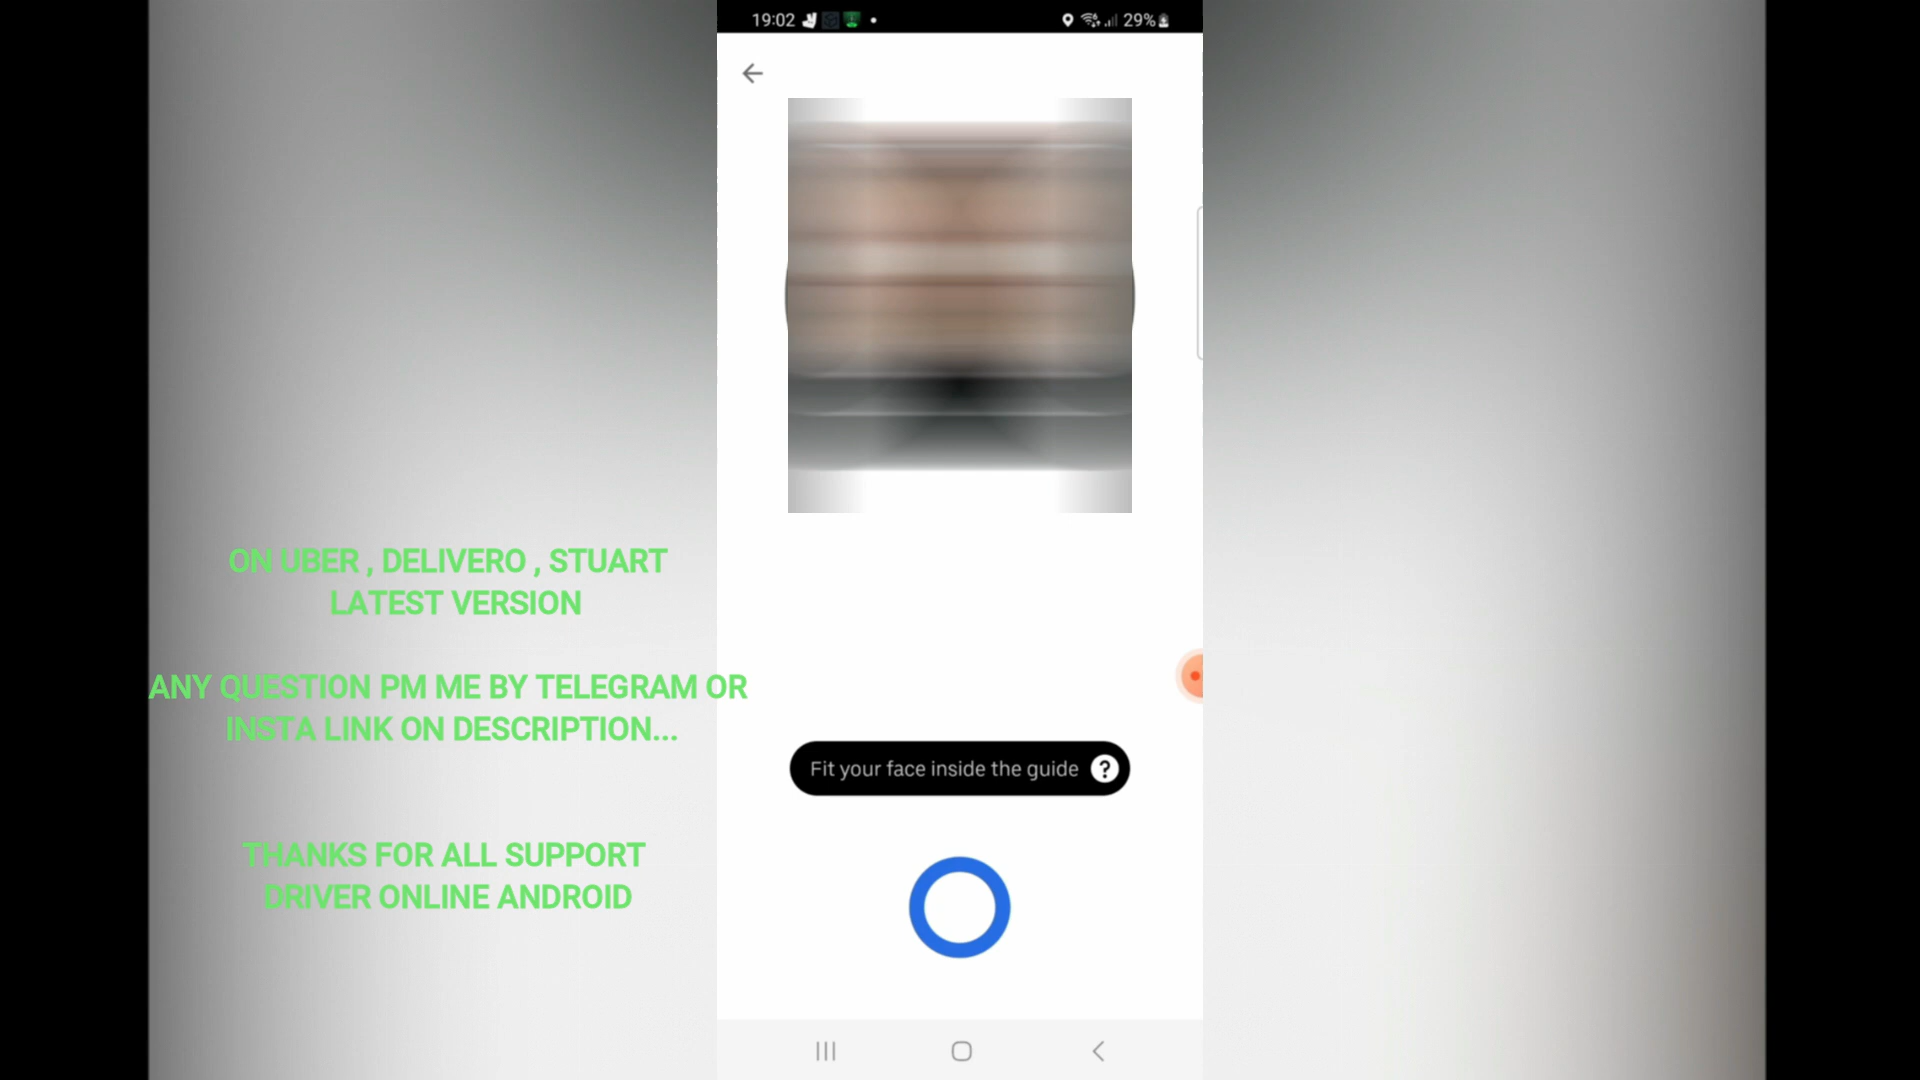 19:02
29%
ON UBER , DELIVERO , STUART
LATEST VERSION
ANY QUESTION PM ME BY TELEGRAM OR
INSTA LINK ON DESCRIPTION...
Fit your face inside the guide ?
THANKS FOR ALL SUPPORT
DRIVER ONLINE ANDROID